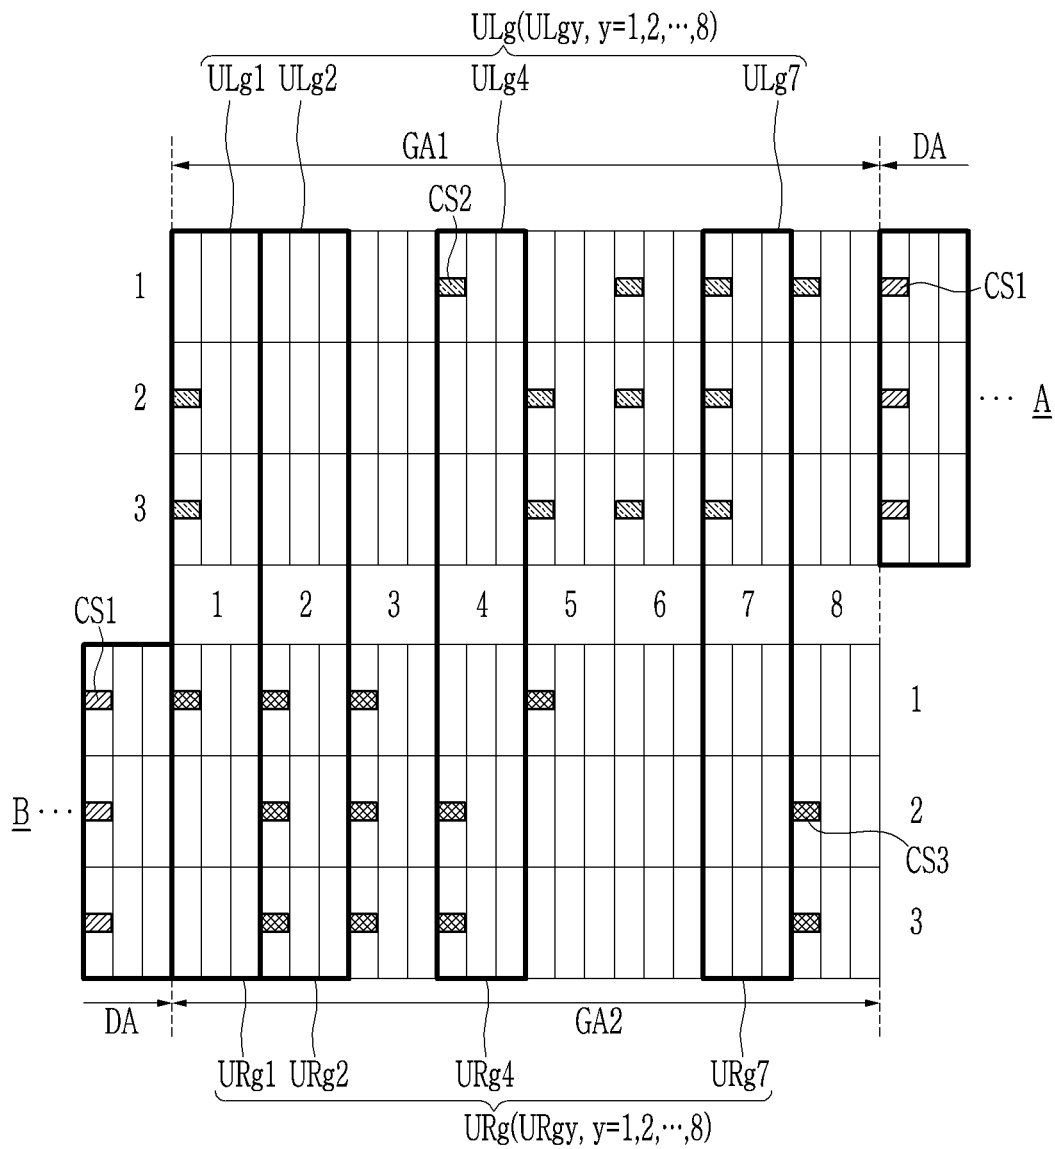 ULg(ULgy, y=1,2,···,8)
ULg1 ULg2 ULg4 ULg7
GA1 DA
CS2
1 CS1
2 ··· A
3
1 2 3 4 5 6 7 8
CS1
1
B ··· 2
CS3
3
DA GA2
URg1 URg2 URg4 URg7
URg(URgy, y=1,2,···,8)